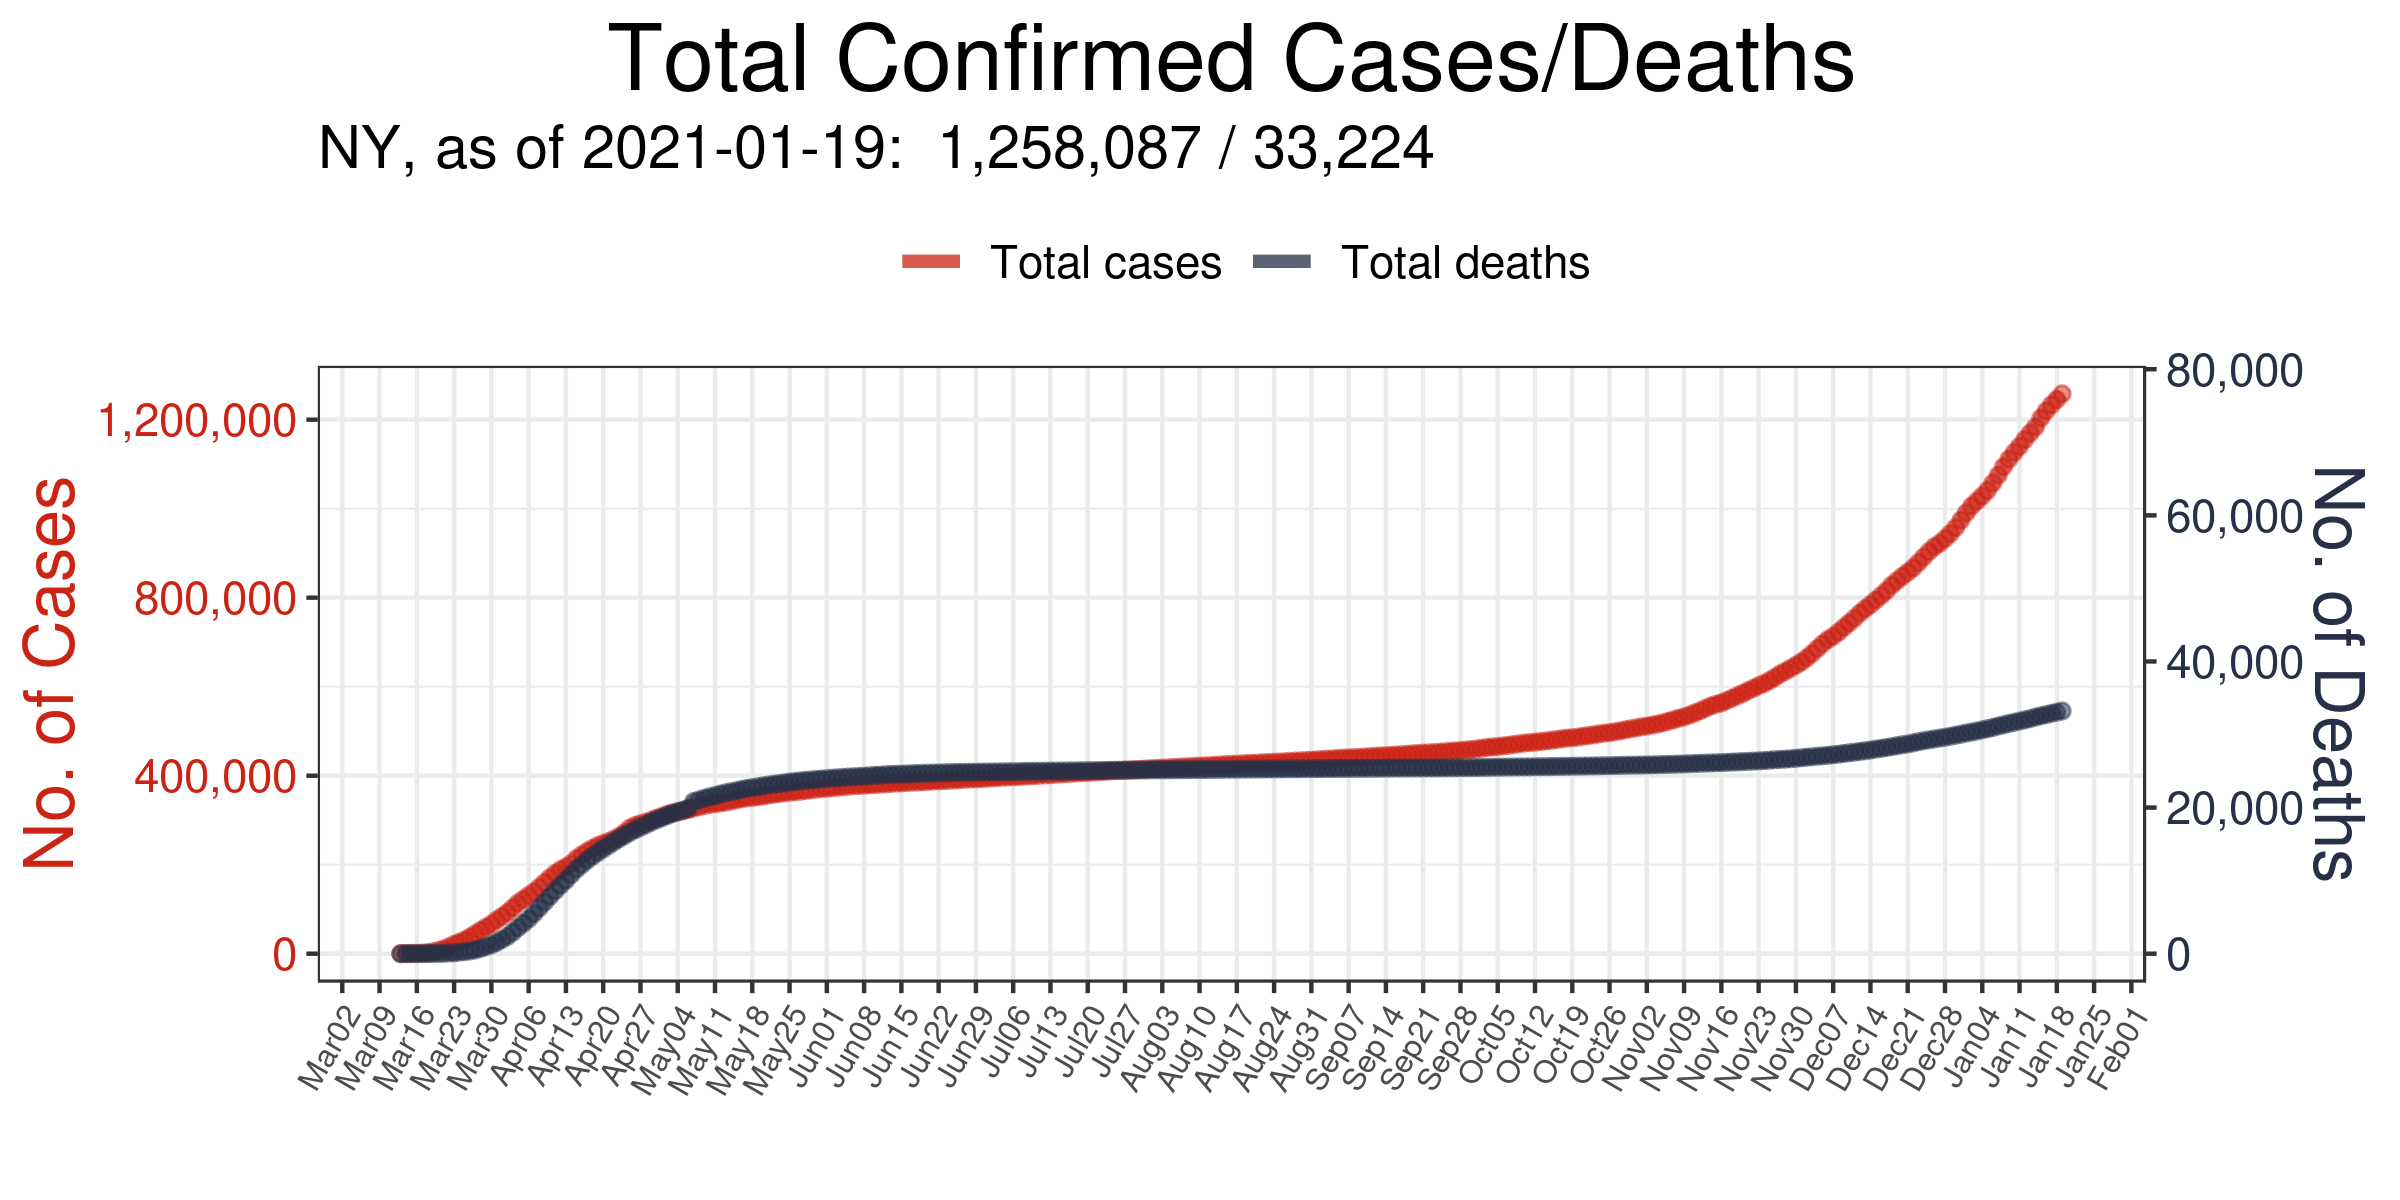 Total Confirmed Cases/Deaths
NY, as of 2021-01-19:  1,258,087 / 33,224
Total cases
Total deaths
No. of Cases
1,200,000
800,000
400,000
0
80,000
60,000
40,000
20,000
0
No. of Deaths
Mar02
Mar09
Mar16
Mar23
Mar30
Apr06
Apr13
Apr20
Apr27
May04
May11
May18
May25
Jun01
Jun08
Jun15
Jun22
Jun29
Jul06
Jul13
Jul20
Jul27
Aug03
Aug10
Aug17
Aug24
Aug31
Sep07
Sep14
Sep21
Sep28
Oct05
Oct12
Oct19
Oct26
Nov02
Nov09
Nov16
Nov23
Nov30
Dec07
Dec14
Dec21
Dec28
Jan04
Jan11
Jan18
Jan25
Feb01